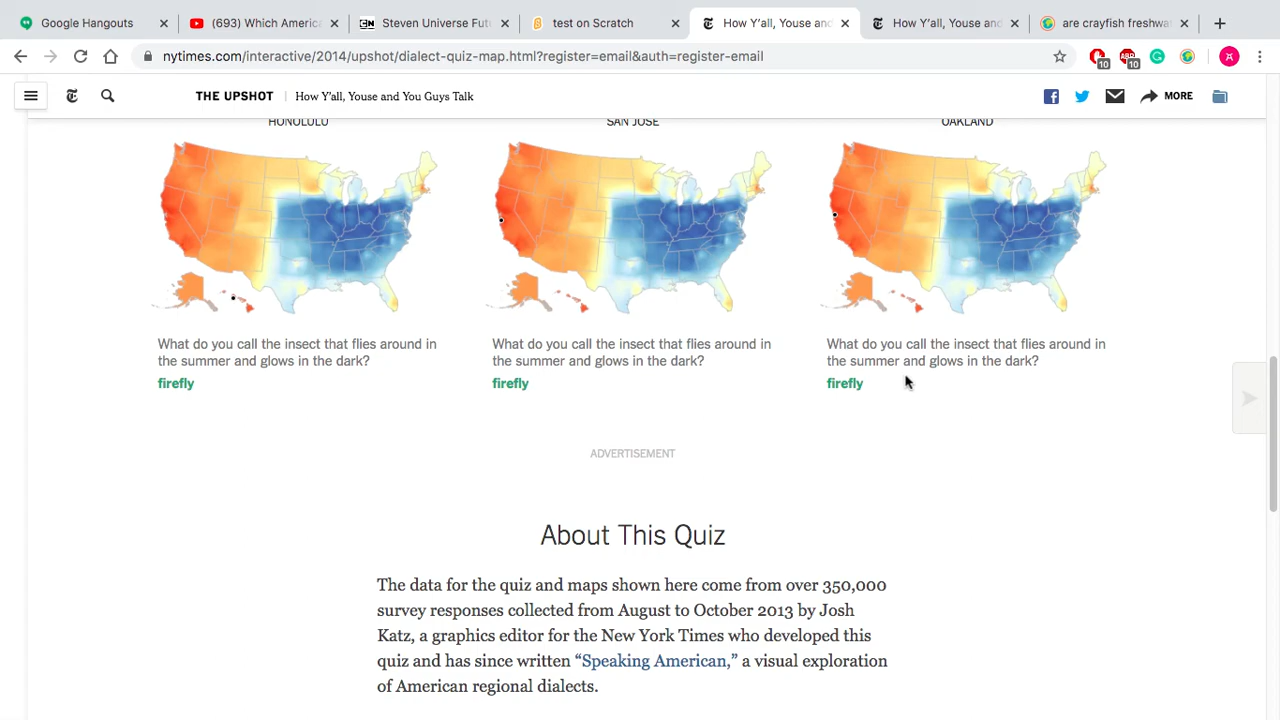 Google Hangouts
(693) Which America
Steven Universe Fut
test on Scratch
How Y'all, Youse and
How Y'all, Youse and
are crayfish freshwa
nytimes.com/interactive/2014/upshot/dialect-quiz-map.html?register=email&auth=register-email
10
10
THE UPSHOT
How Y'all, Youse and You Guys Talk
MORE
HONOLULU
SAN JOSE
OAKLAND
What do you call the insect that flies around in
the summer and glows in the dark?
firefly
What do you call the insect that flies around in
the summer and glows in the dark?
firefly
What do you call the insect that flies around in
the summer and glows in the dark?
firefly
ADVERTISEMENT
About This Quiz
The data for the quiz and maps shown here come from over 350,000
survey responses collected from August to October 2013 by Josh
Katz, a graphics editor for the New York Times who developed this
quiz and has since written “Speaking American,” a visual exploration
of American regional dialects.